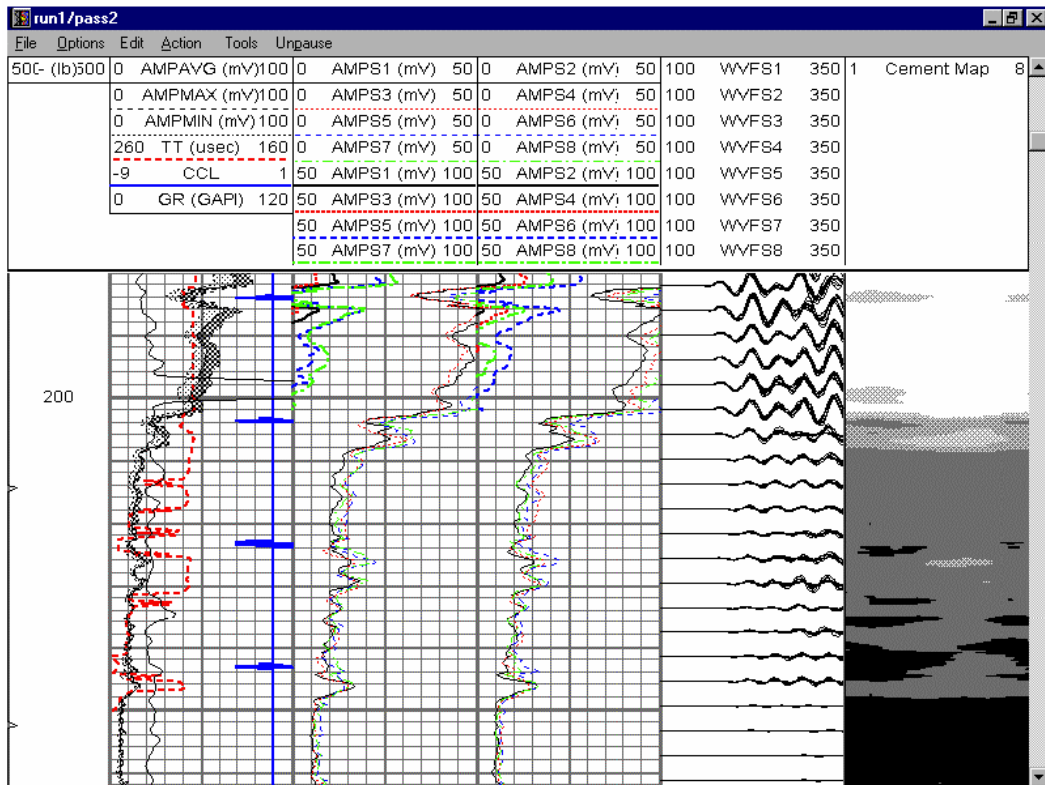 run1/pass2
File Options Edit Action Tools Unpause
500- (lb)500 0 AMPAVG (mV)100 0 AMPS1 (mV) 50 0 AMPS2 (mV) 50 100 WVFS1 350 1 Cement Map 8
0 AMPMAX (mV)100 0 AMPS3 (mV) 50 0 AMPS4 (mV) 50 100 WVFS2 350
0 AMPMIN (mV)100 0 AMPS5 (mV) 50 0 AMPS6 (mV) 50 100 WVFS3 350
260 TT (usec) 160 0 AMPS7 (mV) 50 0 AMPS8 (mV) 50 100 WVFS4 350
-9 CCL 1 50 AMPS1 (mV) 100 50 AMPS2 (mV) 100 100 WVFS5 350
0 GR (GAPI) 120 50 AMPS3 (mV) 100 50 AMPS4 (mV) 100 100 WVFS6 350
50 AMPS5 (mV) 100 50 AMPS6 (mV) 100 100 WVFS7 350
50 AMPS7 (mV) 100 50 AMPS8 (mV) 100 100 WVFS8 350
200